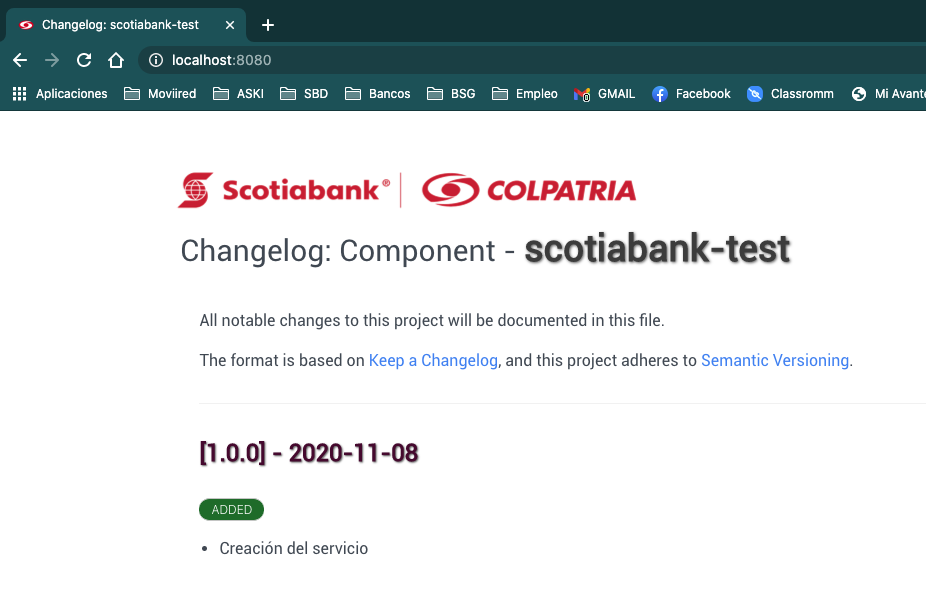 Changelog: scotiabank-test
localhost:8080
Aplicaciones Moviired ASKI SBD Bancos BSG Empleo GMAIL Facebook Classromm Mi Avant
Scotiabank® COLPATRIA
Changelog: Component - scotiabank-test
All notable changes to this project will be documented in this file.
The format is based on Keep a Changelog, and this project adheres to Semantic Versioning.
[1.0.0] - 2020-11-08
ADDED
• Creación del servicio